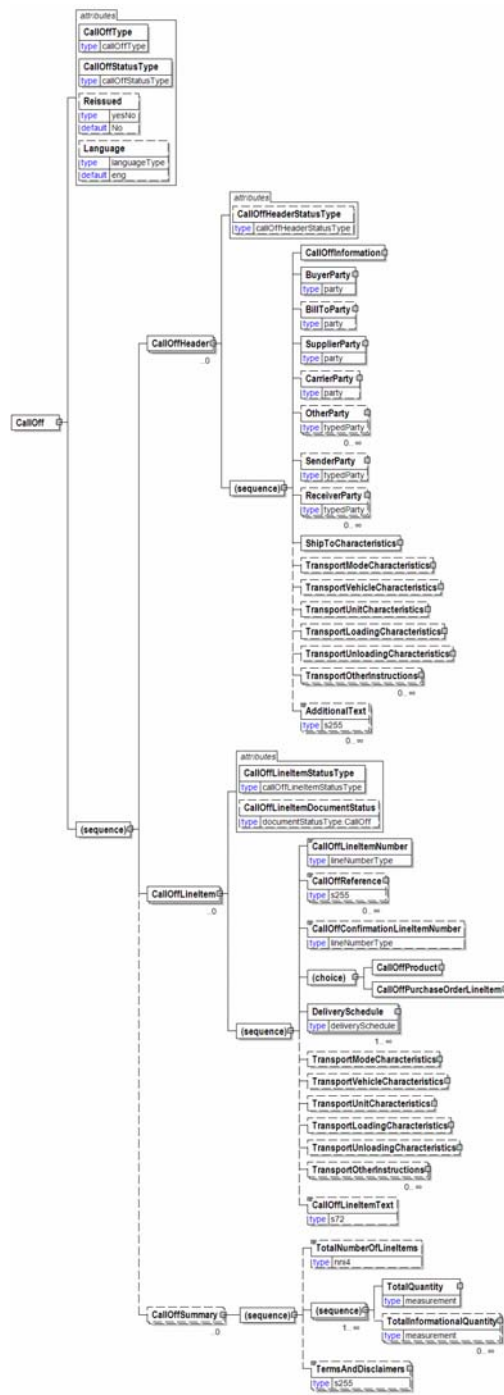 attributes
CallOffType
type callOffType
CallOffStatusType
type callOffStatusType
Reissued
type yesNo
default No
Language
type languageType
default eng
attributes
CallOffHeaderStatusType
type callOffHeaderStatusType
CallOffInformation
BuyerParty
type party
BillToParty
type party
CallOffHeader
..0
SupplierParty
type party
CarrierParty
type party
OtherParty
type typedParty
0.. ∞
CallOff
SenderParty
type typedParty
(sequence)
ReceiverParty
type typedParty
0.. ∞
ShipToCharacteristics
TransportModeCharacteristics
TransportVehicleCharacteristics
TransportUnitCharacteristics
TransportLoadingCharacteristics
TransportUnloadingCharacteristics
TransportOtherInstructions
0.. ∞
AdditionalText
type s255
0.. ∞
attributes
CallOffLineItemStatusType
type callOffLineItemStatusType
CallOffLineItemDocumentStatus
type documentStatusType.CallOff
(sequence)
CallOffLineItemNumber
type lineNumberType
CallOffReference
type s255
0.. ∞
CallOffLineItem
..0
CallOffConfirmationLineItemNumber
type lineNumberType
(choice)
CallOffProduct
CallOffPurchaseOrderLineItem
DeliverySchedule
type deliverySchedule
1.. ∞
(sequence)
TransportModeCharacteristics
TransportVehicleCharacteristics
TransportUnitCharacteristics
TransportLoadingCharacteristics
TransportUnloadingCharacteristics
TransportOtherInstructions
0.. ∞
CallOffLineItemText
type s72
TotalNumberOfLineItems
type nni4
CallOffSummary
..0
(sequence)
(sequence)
1.. ∞
TotalQuantity
type measurement
TotalInformationalQuantity
type measurement
0.. ∞
TermsAndDisclaimers
type s255
0.. ∞